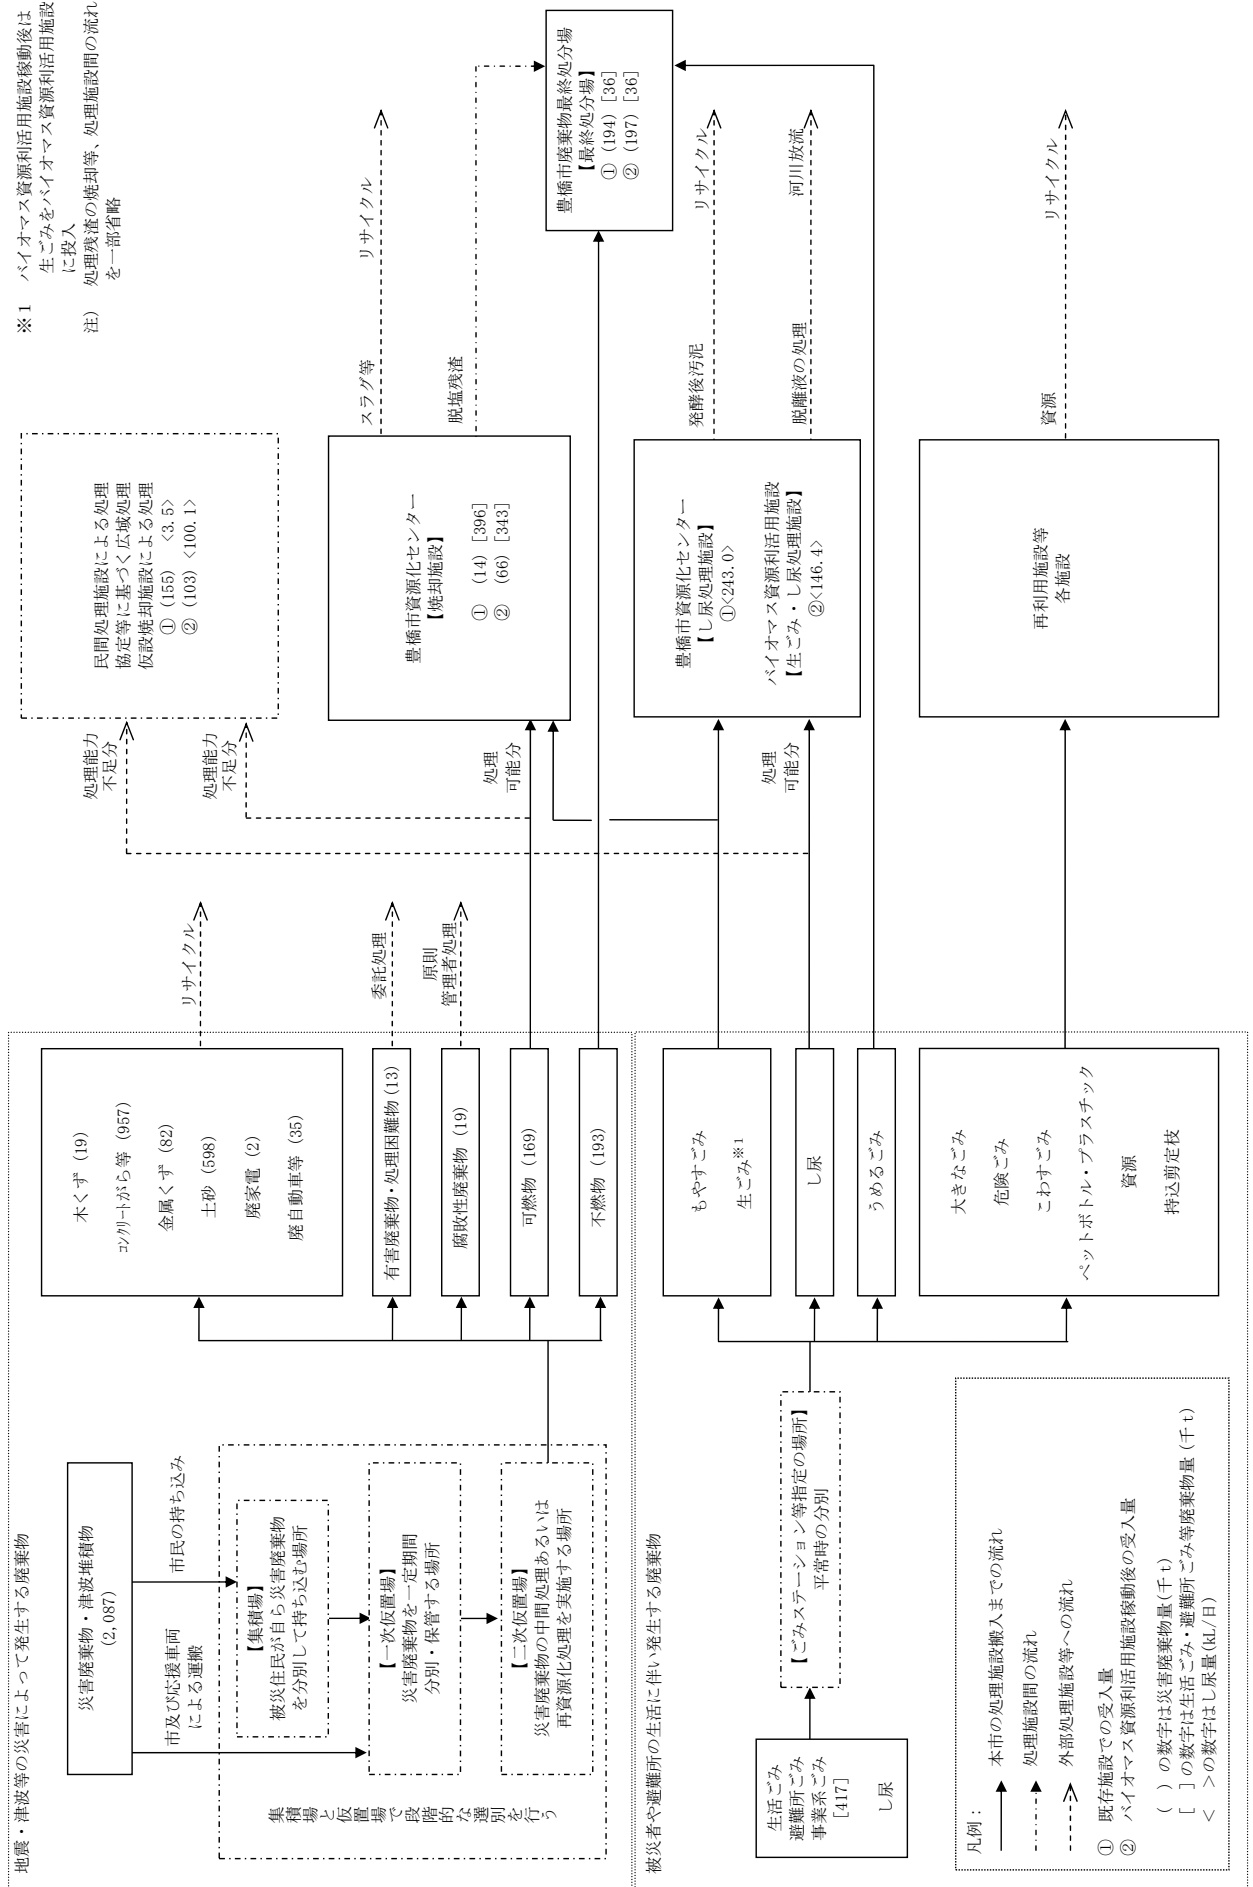 地震・津波等の災害によって発生する廃棄物
災害廃棄物・津波堆積物
(2,087)
市及び応援車両
による運搬
市民の持ち込み
【集積場】
被災住民が自ら災害廃棄物
を分別して持ち込む場所
【一次仮置場】
災害廃棄物を一定期間
分別・保管する場所
【二次仮置場】
災害廃棄物の中間処理あるいは
再資源化処理を実施する場所
集積場と仮置場で段階的な選別を行う
木くず (19)
コンクリートがら等 (957)
金属くず (82)
土砂 (598)
廃家電 (2)
廃自動車等 (35)
有害廃棄物・処理困難物 (13)
腐敗性廃棄物 (19)
可燃物 (169)
不燃物 (193)
リサイクル
委託処理
原則
管理者処理
処理能力
不足分
処理能力
不足分
処理
可能分
処理
可能分
民間処理施設による処理
協定等に基づく広域処理
仮設焼却施設による処理
① (155) <3.5>
② (103) <100.1>
豊橋市資源化センター
【焼却施設】
① (14) [396]
② (66) [343]
スラグ等
リサイクル
脱塩残渣
豊橋市廃棄物最終処分場
【最終処分場】
① (194) [36]
② (197) [36]
※1 バイオマス資源利活用施設稼動後は
生ごみをバイオマス資源利活用施設
に投入
注) 処理残渣の焼却等、処理施設間の流れ
を一部省略
被災者や避難所の生活に伴い発生する廃棄物
生活ごみ
避難所ごみ
事業系ごみ
[417]
し尿
【ごみステーション等指定の場所】
平常時の分別
もやすごみ
生ごみ※1
し尿
うめるごみ
大きなごみ
危険ごみ
こわすごみ
ペットボトル・プラスチック
資源
持込剪定枝
豊橋市資源化センター
【し尿処理施設】
①<243.0>
バイオマス資源利活用施設
【生ごみ・し尿処理施設】
②<146.4>
発酵後汚泥
リサイクル
脱離液の処理
河川放流
再利用施設等
各施設
資源
リサイクル
凡例：
本市の処理施設搬入までの流れ
処理施設間の流れ
外部処理施設等への流れ
① 既存施設での受入量
② バイオマス資源利活用施設稼動後の受入量
( ) の数字は災害廃棄物量(千t)
[ ] の数字は生活ごみ・避難所ごみ等廃棄物量(千t)
< >の数字はし尿量(kL/日)